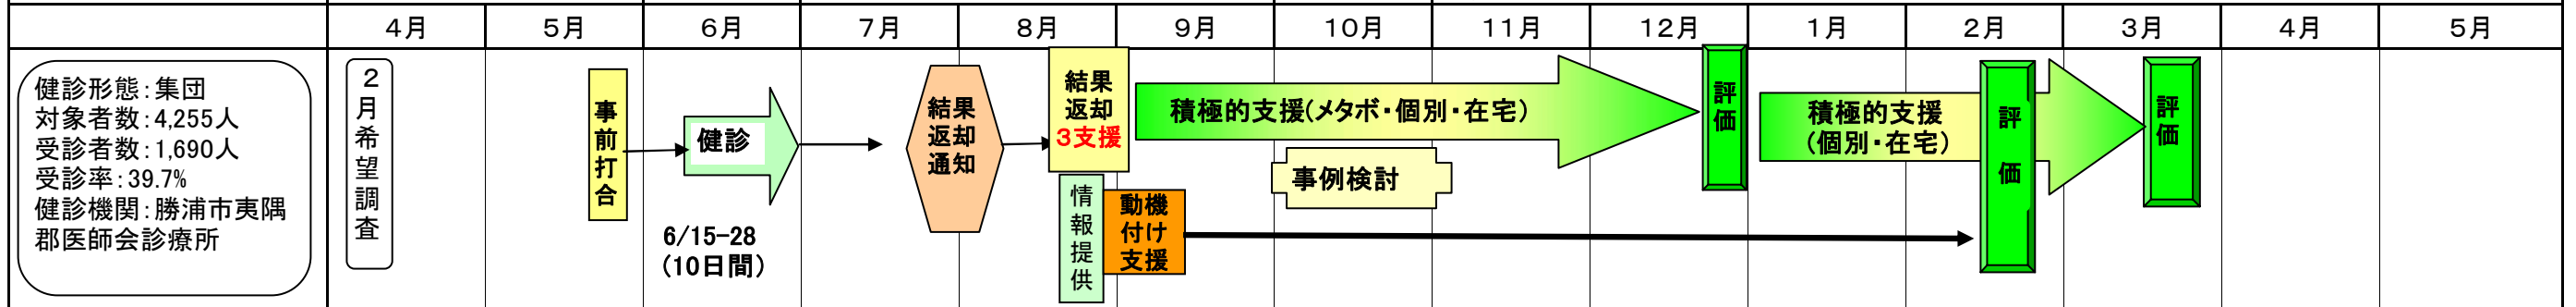 4月 5月 6月 7月 8月 9月 10月 11月 12月 1月 2月 3月 4月 5月
健診形態：集団
対象者数：4,255人
受診者数：1,690人
受診率：39.7%
健診機関：勝浦市夷隅
郡医師会診療所
２月希望調査
事前打合
健診
6/15-28
(10日間)
結果
返却
通知
結果
返却
３支援
情報提供
動機
付け
支援
積極的支援(メタボ・個別・在宅)
事例検討
評価
積極的支援
(個別・在宅)
評価
評価